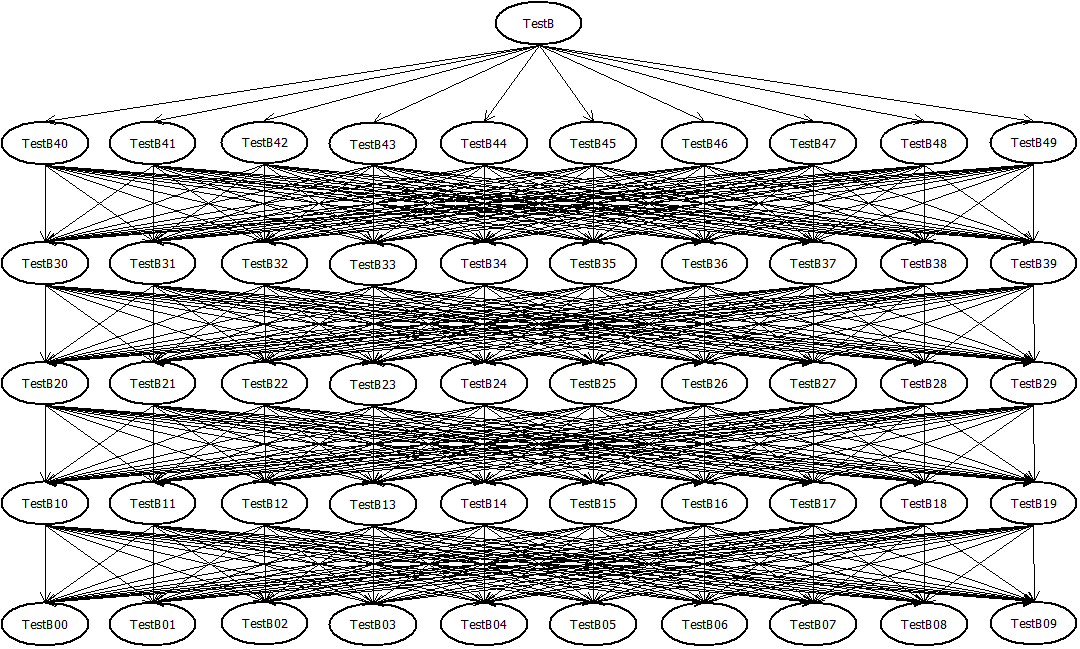 TestB
TestB40 TestB41 TestB42 TestB43 TestB44 TestB45 TestB46 TestB47 TestB48 TestB49
TestB30 TestB31 TestB32 TestB33 TestB34 TestB35 TestB36 TestB37 TestB38 TestB39
TestB20 TestB21 TestB22 TestB23 TestB24 TestB25 TestB26 TestB27 TestB28 TestB29
TestB10 TestB11 TestB12 TestB13 TestB14 TestB15 TestB16 TestB17 TestB18 TestB19
TestB00 TestB01 TestB02 TestB03 TestB04 TestB05 TestB06 TestB07 TestB08 TestB09